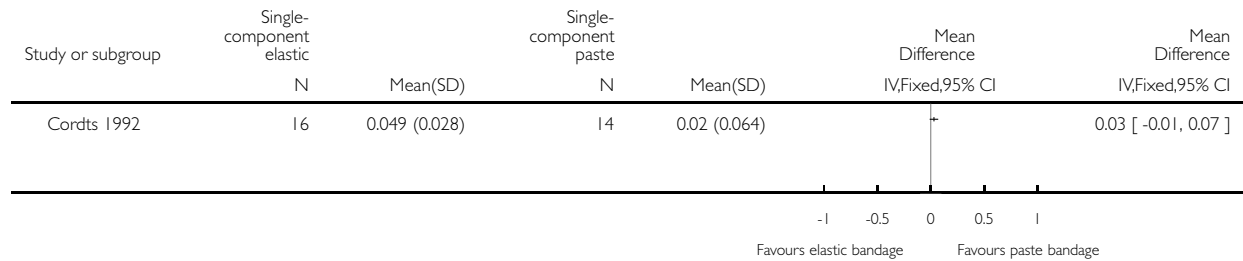 Study or subgroup
Single-component elastic
Single-component paste
Mean Difference
Mean Difference
N Mean(SD) N Mean(SD) IV,Fixed,95% CI IV,Fixed,95% CI
Cordts 1992 16 0.049 (0.028) 14 0.02 (0.064) 0.03 [ -0.01, 0.07 ]
-1 -0.5 0 0.5 1
Favours elastic bandage Favours paste bandage